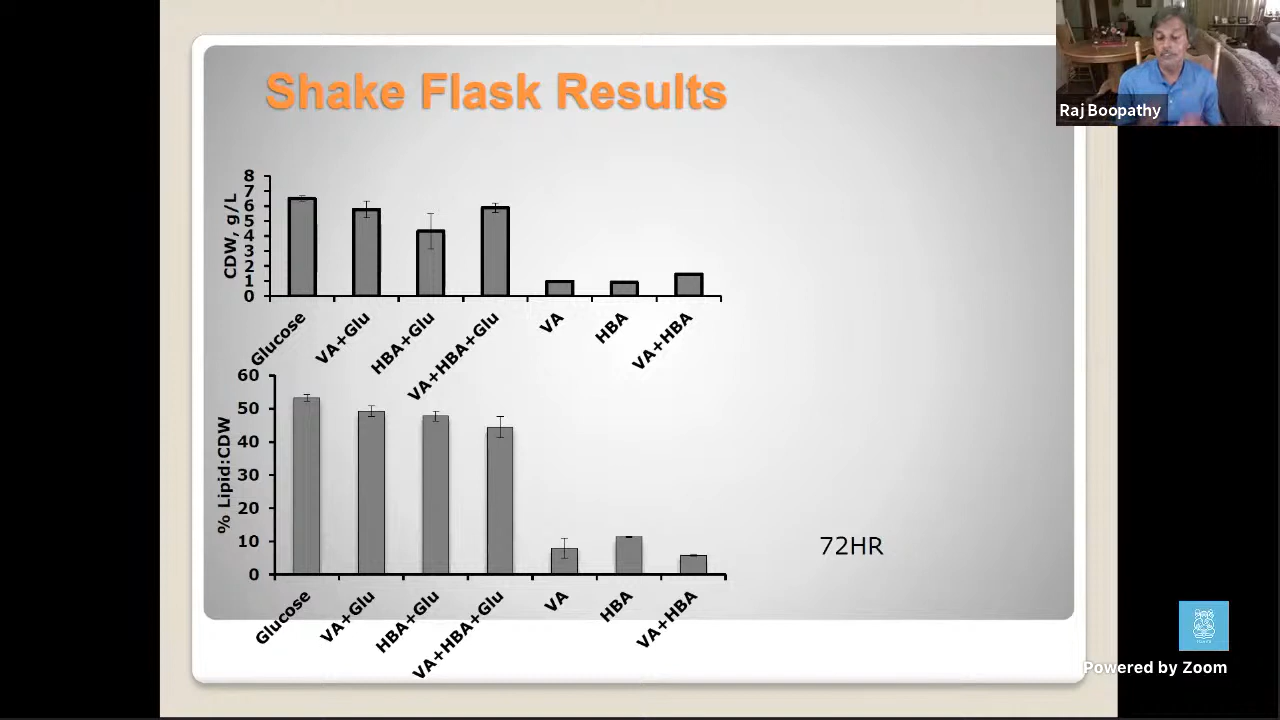 Shake Flask Results
Raj Boopathy
CDW, g/L
8
7
6
5
4
3
2
1
0
Glucose
VA+Glu
HBA+Glu
VA+HBA+Glu
VA
HBA
VA+HBA
% Lipid:CDW
60
50
40
30
20
10
0
Glucose
VA+Glu
HBA+Glu
VA+HBA+Glu
VA
HBA
VA+HBA
72HR
Powered by Zoom